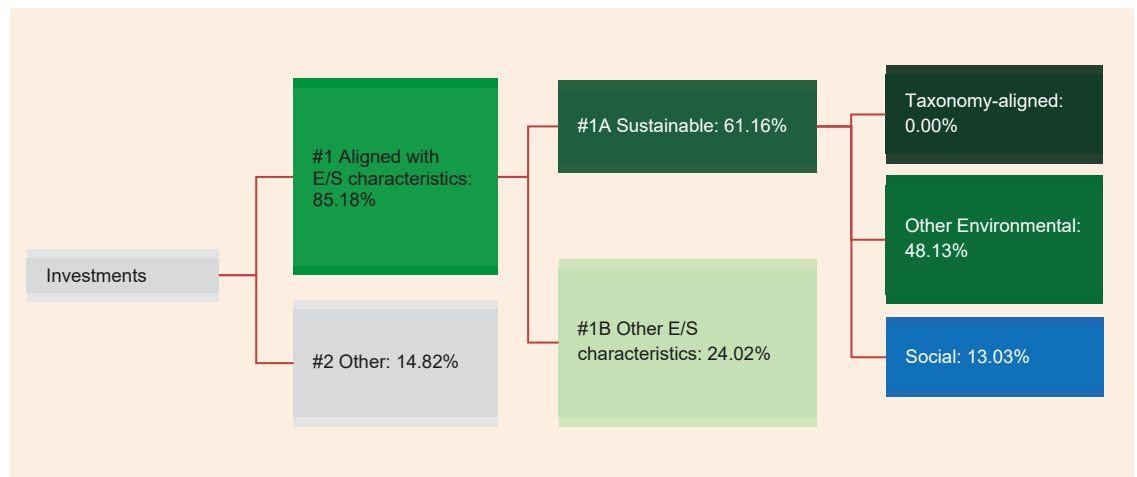 Investments
#1 Aligned with
E/S characteristics:
85.18%
#2 Other: 14.82%
#1A Sustainable: 61.16%
#1B Other E/S
characteristics: 24.02%
Taxonomy-aligned:
0.00%
Other Environmental:
48.13%
Social: 13.03%